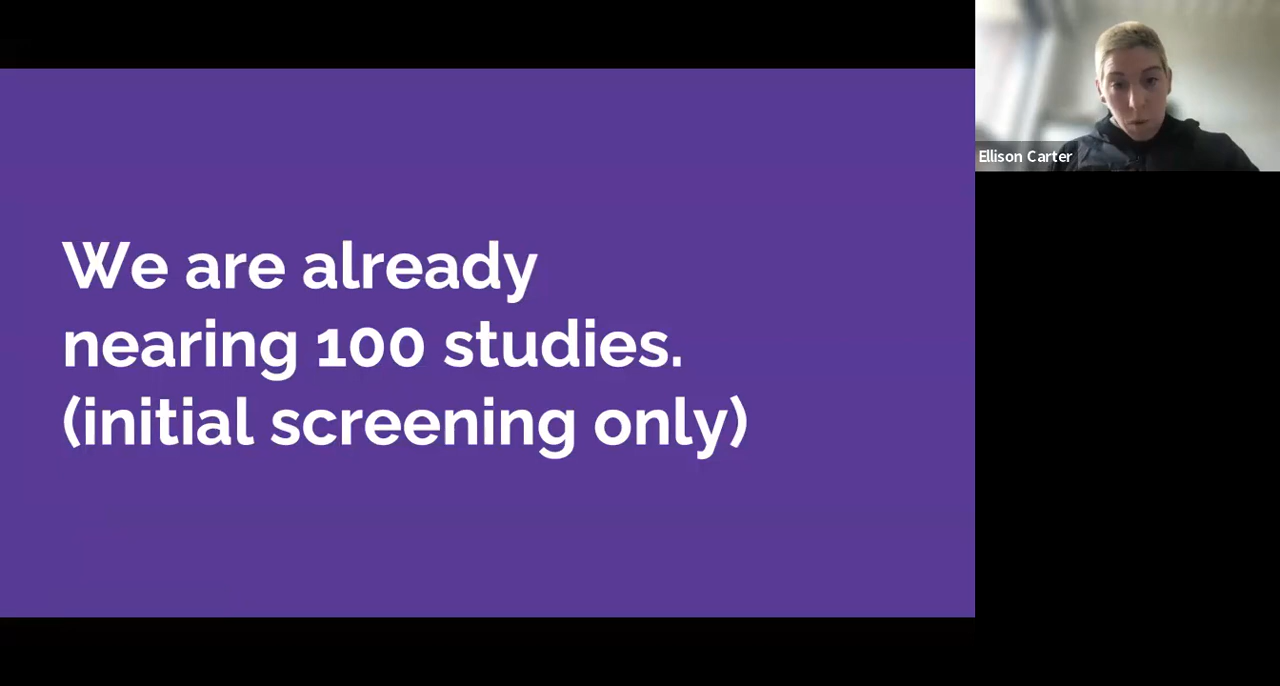 We are already
nearing 100 studies.
(initial screening only)
Ellison Carter